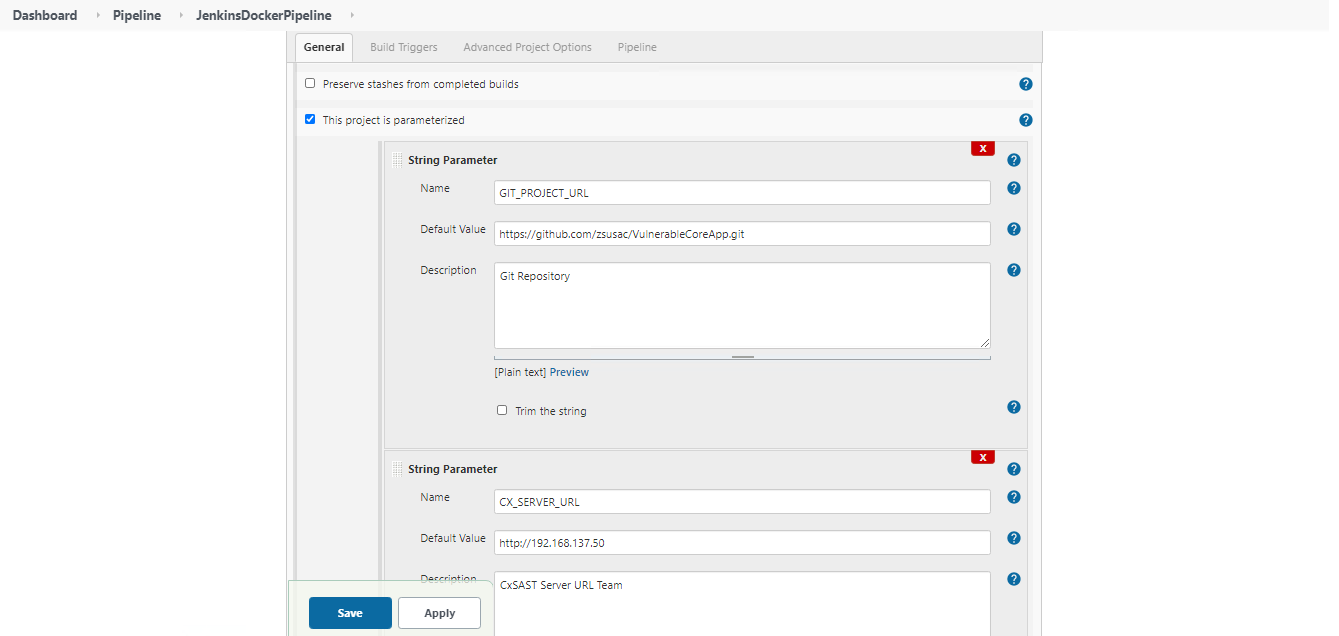 Dashboard Pipeline JenkinsDockerPipeline
General Build Triggers Advanced Project Options Pipeline
Preserve stashes from completed builds ?
This project is parameterized ?
X
String Parameter ?
Name GIT_PROJECT_URL ?
Default Value https://github.com/zsusac/VulnerableCoreApp.git ?
Description Git Repository ?
[Plain text] Preview
Trim the string ?
X
String Parameter ?
Name CX_SERVER_URL ?
Default Value http://192.168.137.50 ?
Description CxSAST Server URL Team ?
Save Apply